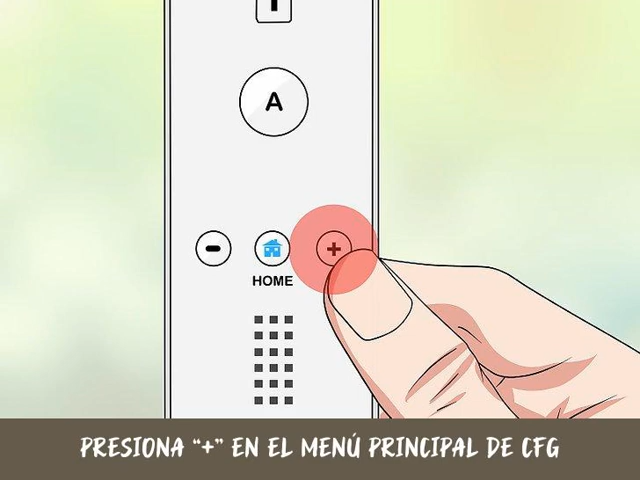 A
HOME
PRESIONA “+” EN EL MENÚ PRINCIPAL DE CFG